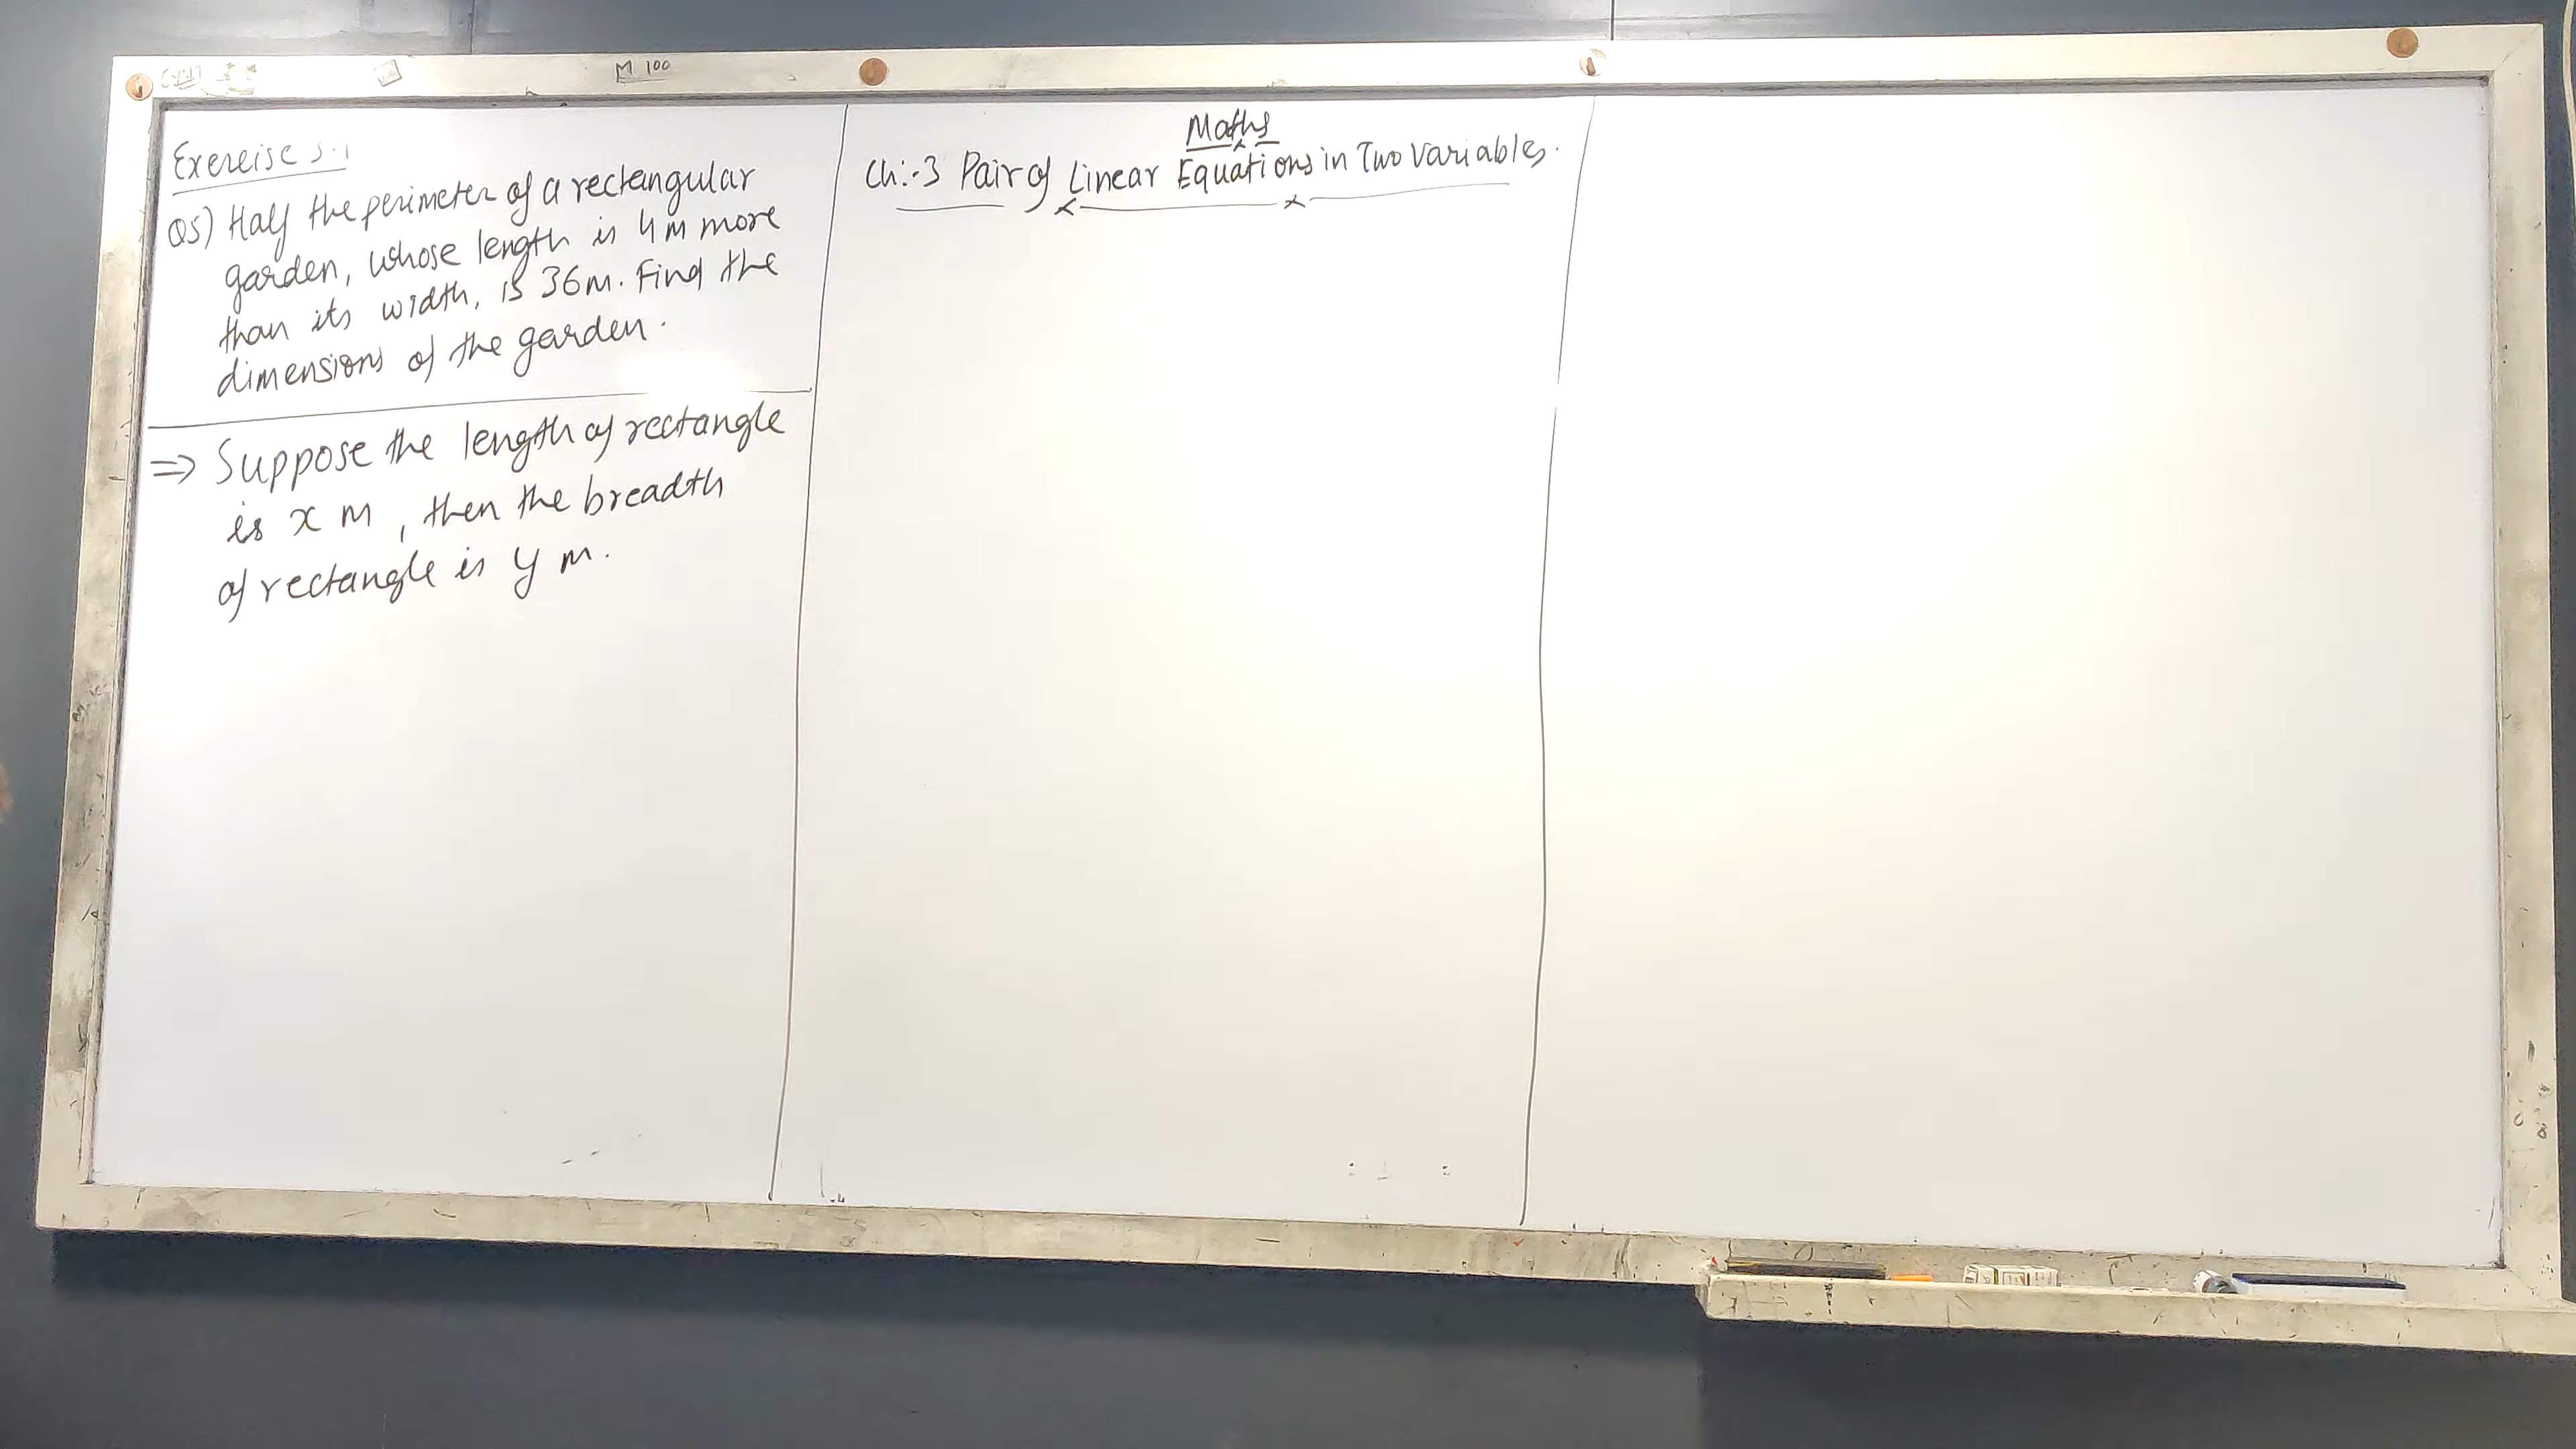 M 100
Exercise 3.1
Q5) Half the perimeter of a rectangular
garden, whose length is 4m more
than its width, is 36m. Find the
dimensions of the garden.
⇒ Suppose the length of rectangle
is x m, then the breadth
of rectangle is y m.
Maths
Ch:-3 Pair of Linear Equations in Two Variables.